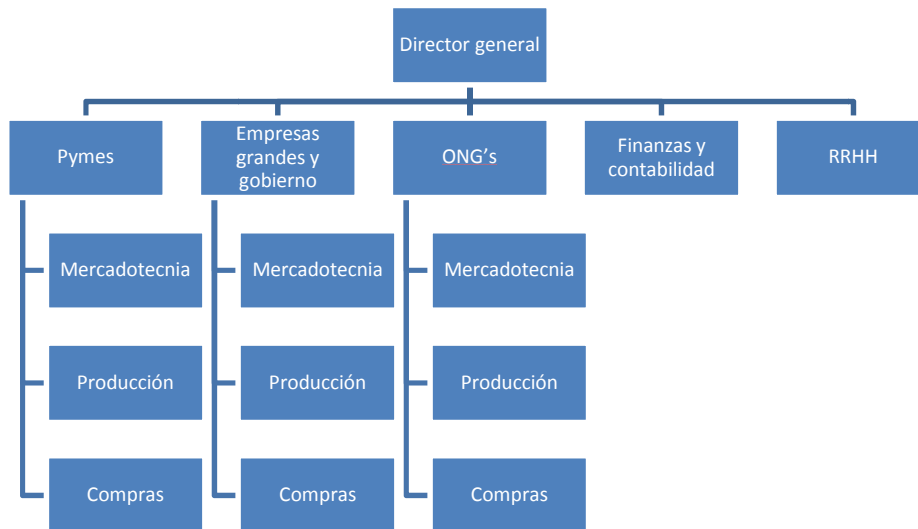 Director general
Pymes
Empresas
grandes y
gobierno
ONG’s
Finanzas y
contabilidad
RRHH
Mercadotecnia
Mercadotecnia
Mercadotecnia
Producción
Producción
Producción
Compras
Compras
Compras